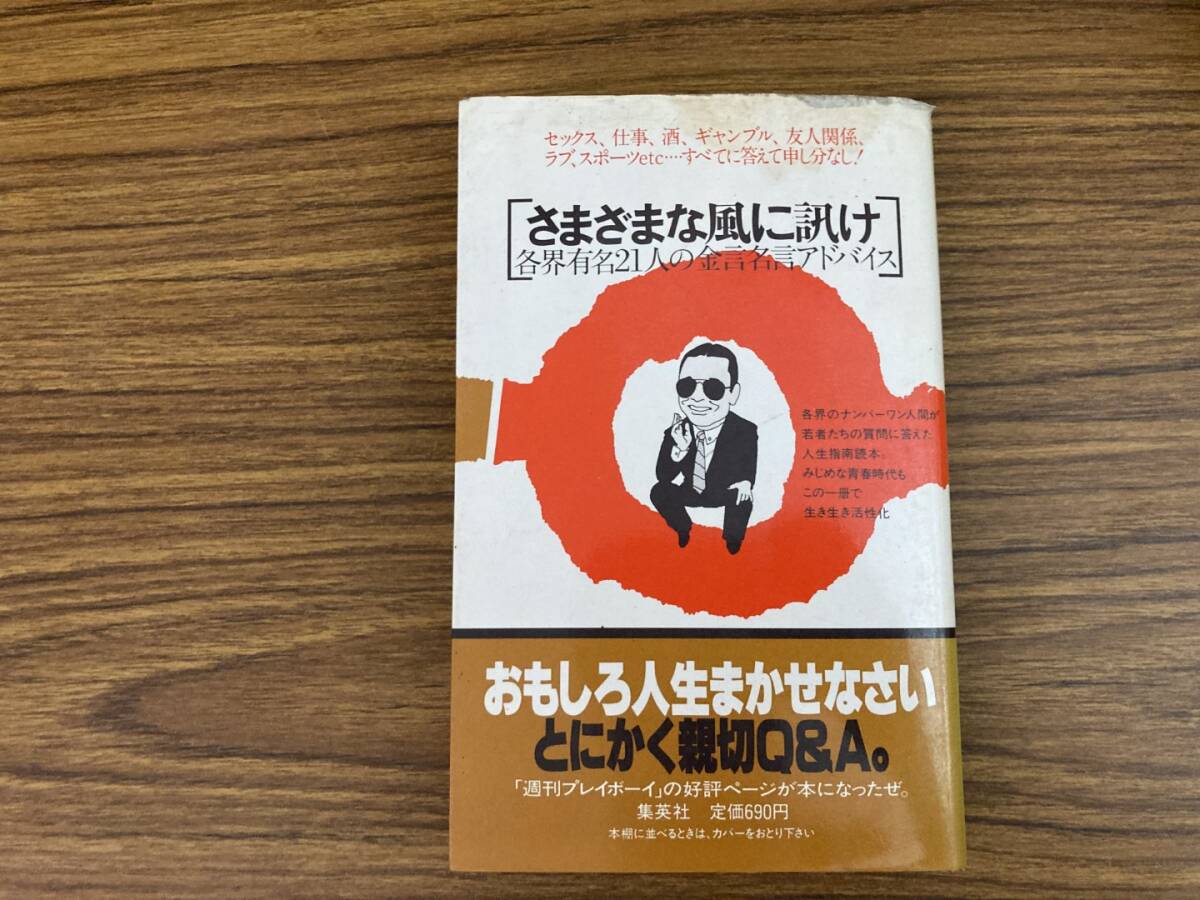 セックス、仕事、酒、ギャンブル、友人関係、
ラブ、スポーツetc‥‥すべてに答えて申し分なし!
さまざまな風に訊け
各界有名21人の金言名言アドバイス
各界のナンバーワン人間が
若者たちの質問に答えた
人生指南読本。
みじめな青春時代も
この一冊で
生き生き活性化
おもしろ人生まかせなさい
とにかく親切Q&A。
「週刊プレイボーイ」の好評ページが本になったぜ。
集英社 定価690円
本棚に並べるときは、カバーをおとり下さい